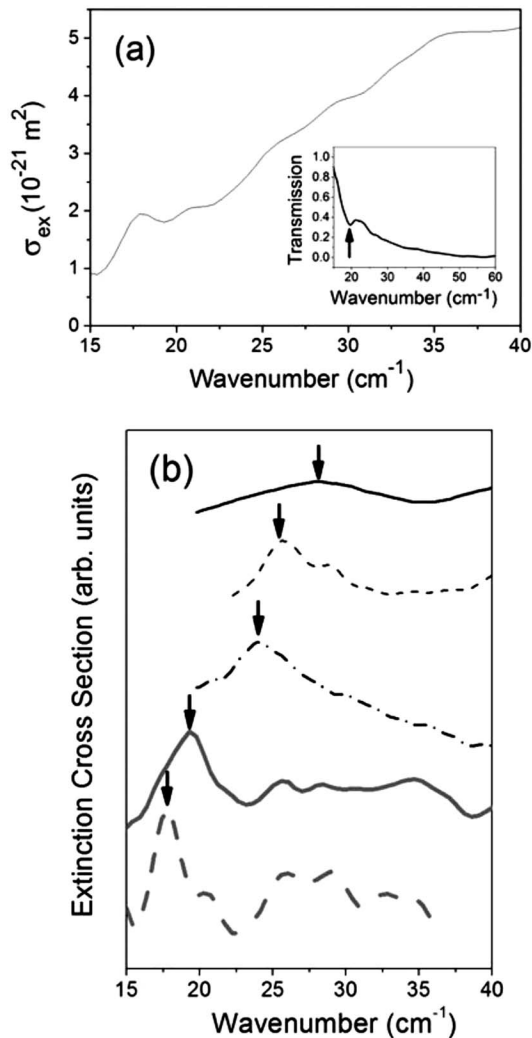 (a)
σex (10-21 m2)
5
4
3
2
1
0
15 20 25 30 35 40
Wavenumber (cm-1)
Transmission
1.0
0.8
0.6
0.4
0.2
0.0
20 30 40 50 60
Wavenumber (cm-1)
(b)
Extinction Cross Section (arb. units)
15 20 25 30 35 40
Wavenumber (cm-1)